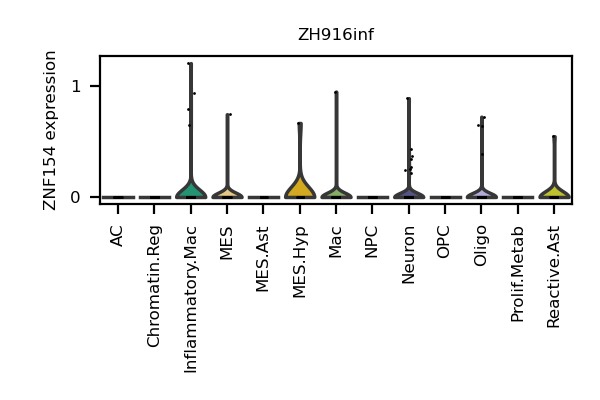 ZH916inf
ZNF154 expression
1
0
AC
Chromatin.Reg
Inflammatory.Mac
MES
MES.Ast
MES.Hyp
Mac
NPC
Neuron
OPC
Oligo
Prolif.Metab
Reactive.Ast